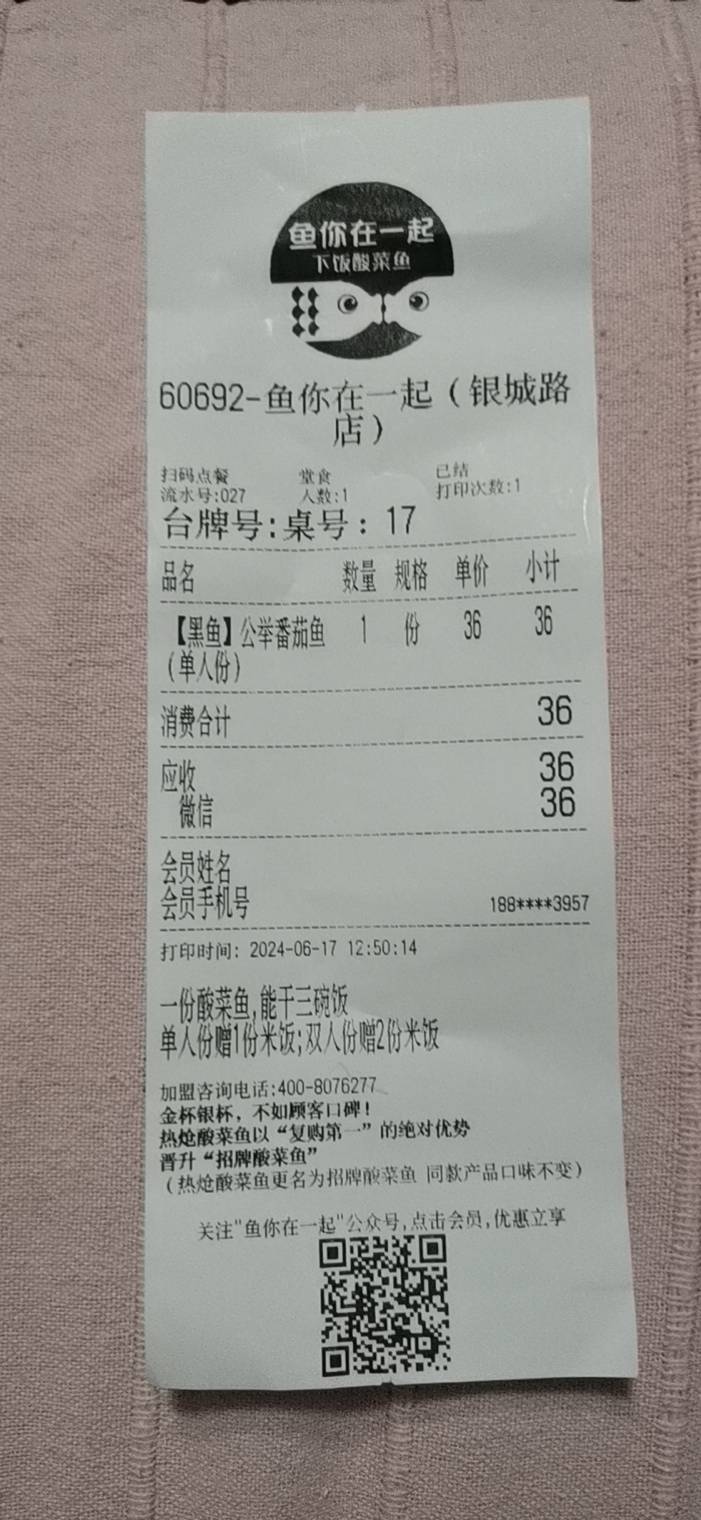 鱼你在一起
下饭酸菜鱼
60692-鱼你在一起（银城路
店）
扫码点餐 堂食 已结
流水号:027 人数:1 打印次数:1
台牌号:桌号：17
品名 数量 规格 单价 小计
【黑鱼】公举番茄鱼 1 份 36 36
（单人份）
消费合计 36
应收 36
微信 36
会员姓名
会员手机号 188****3957
打印时间: 2024-06-17 12:50:14
一份酸菜鱼,能干三碗饭
单人份赠1份米饭;双人份赠2份米饭
加盟咨询电话:400-8076277
金杯银杯，不如顾客口碑！
热炝酸菜鱼以“复购第一”的绝对优势
晋升“招牌酸菜鱼”
（热炝酸菜鱼更名为招牌酸菜鱼 同款产品口味不变）
关注"鱼你在一起"公众号,点击会员,优惠立享